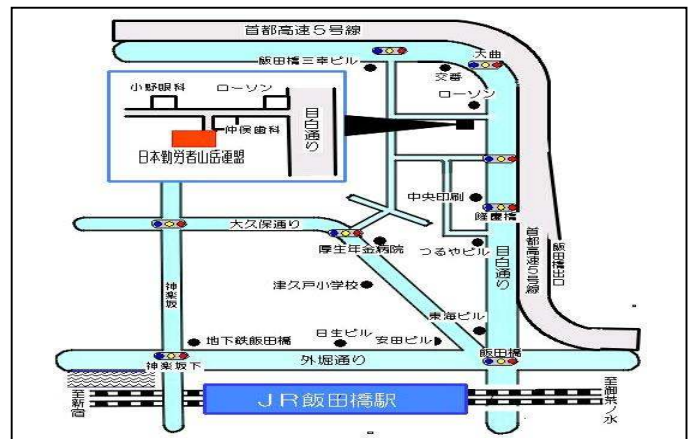 首都高速５号線
飯田橋三幸ビル
大曲
交番
ローソン
小野眼科
ローソン
仲保歯科
目白通り
日本勤労者山岳連盟
中央印刷
隆慶橋
大久保通り
厚生年金病院
つるやビル
目白通り
首都高速５号線
飯田橋出口
津久戸小学校
神楽坂
東海ビル
地下鉄飯田橋
日生ビル
安田ビル
飯田橋
外堀通り
神楽坂下
至新宿
ＪＲ飯田橋駅
至御茶ノ水